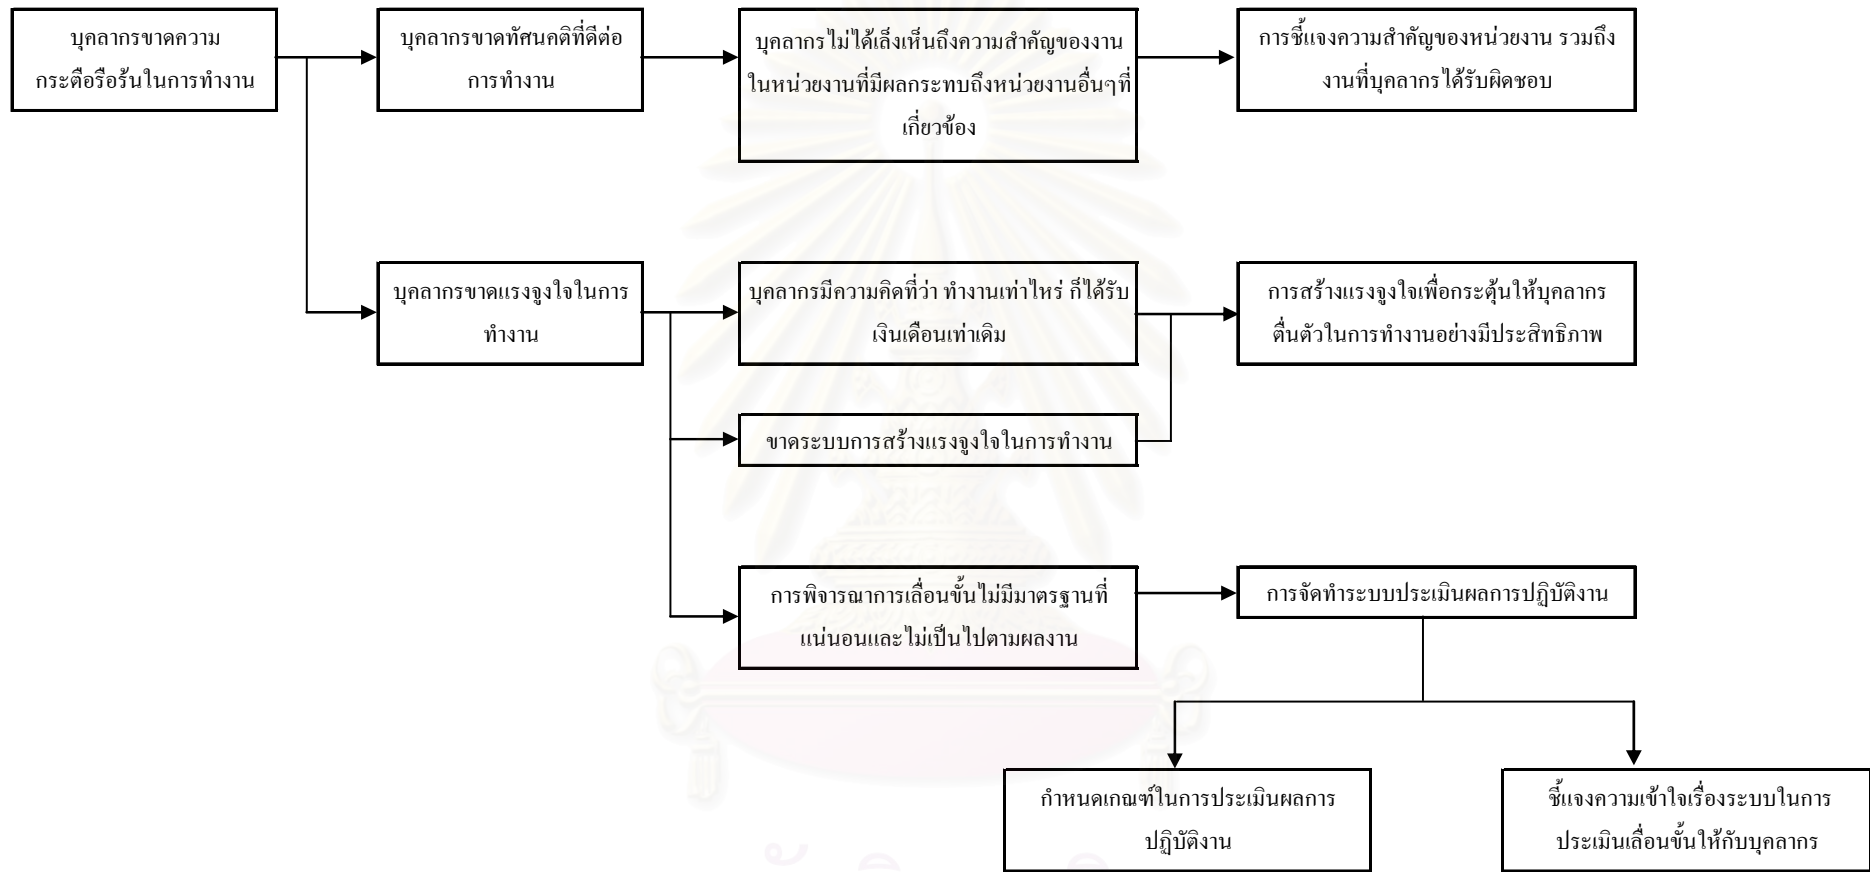 บุคลากรขาดความ
กระตือรือร้นในการทำงาน
บุคลากรขาดทัศนคติที่ดีต่อ
การทำงาน
บุคลากรไม่ได้เล็งเห็นถึงความสำคัญของงาน
ในหน่วยงานที่มีผลกระทบถึงหน่วยงานอื่นๆที่
เกี่ยวข้อง
การชี้แจงความสำคัญของหน่วยงาน รวมถึง
งานที่บุคลากรได้รับผิดชอบ
บุคลากรขาดแรงจูงใจในการ
ทำงาน
บุคลากรมีความคิดที่ว่า ทำงานเท่าไหร่ ก็ได้รับ
เงินเดือนเท่าเดิม
การสร้างแรงจูงใจเพื่อกระตุ้นให้บุคลากร
ตื่นตัวในการทำงานอย่างมีประสิทธิภาพ
ขาดระบบการสร้างแรงจูงใจในการทำงาน
การพิจารณาการเลื่อนขั้นไม่มีมาตรฐานที่
แน่นอนและไม่เป็นไปตามผลงาน
การจัดทำระบบประเมินผลการปฏิบัติงาน
กำหนดเกณฑ์ในการประเมินผลการ
ปฏิบัติงาน
ชี้แจงความเข้าใจเรื่องระบบในการ
ประเมินเลื่อนขั้นให้กับบุคลากร